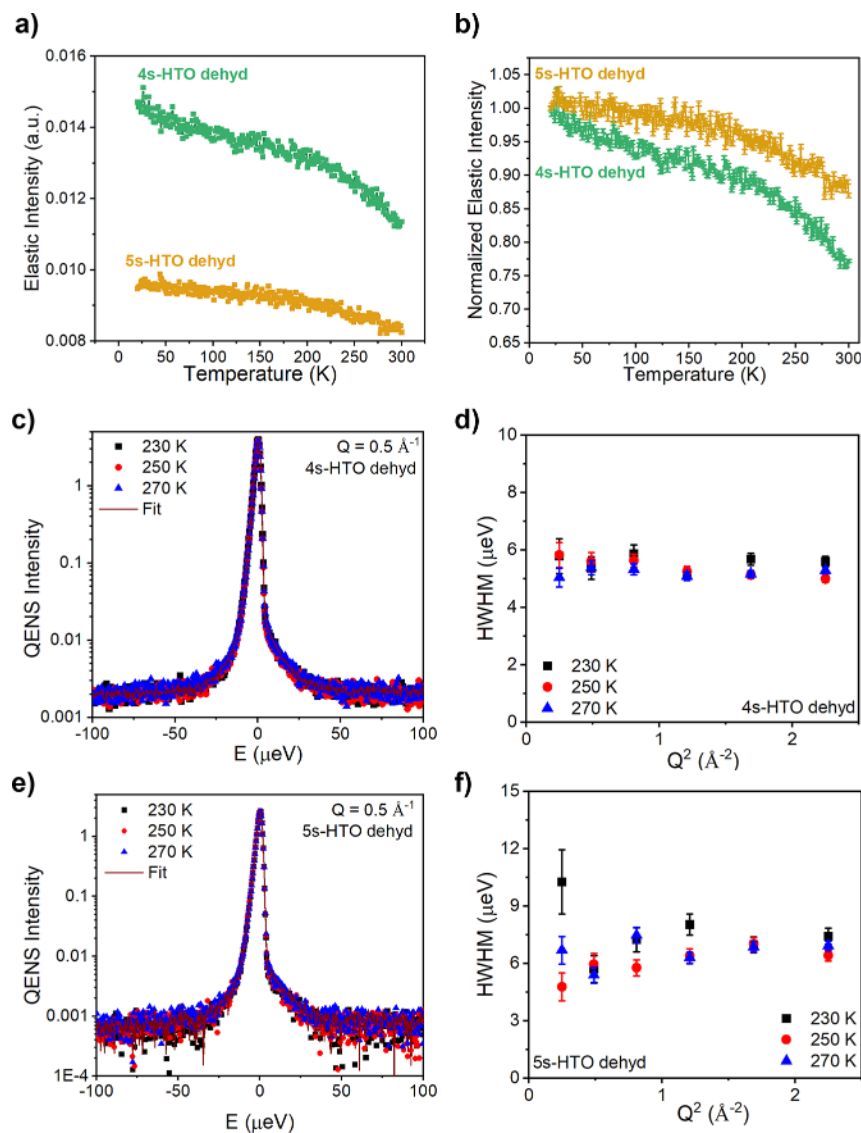 a)
0.016
0.014
0.012
0.010
0.008
Elastic Intensity (a.u.)
4s-HTO dehyd
5s-HTO dehyd
0 50 100 150 200 250 300
Temperature (K)
b)
1.05
1.00
0.95
0.90
0.85
0.80
0.75
0.70
0.65
Normalized Elastic Intensity
5s-HTO dehyd
4s-HTO dehyd
0 50 100 150 200 250 300
Temperature (K)
c)
1
0.1
0.01
0.001
QENS Intensity
230 K
250 K
270 K
Fit
Q = 0.5 Å⁻¹
4s-HTO dehyd
-100 -50 0 50 100
E (μeV)
d)
10
8
6
4
2
0
HWHM (μeV)
230 K
250 K
270 K
4s-HTO dehyd
0 1 2
Q² (Å⁻²)
e)
1
0.1
0.01
0.001
1E-4
QENS Intensity
230 K
250 K
270 K
Fit
Q = 0.5 Å⁻¹
5s-HTO dehyd
-100 -50 0 50 100
E (μeV)
f)
15
12
9
6
3
0
HWHM (μeV)
230 K
250 K
270 K
5s-HTO dehyd
0 1 2
Q² (Å⁻²)